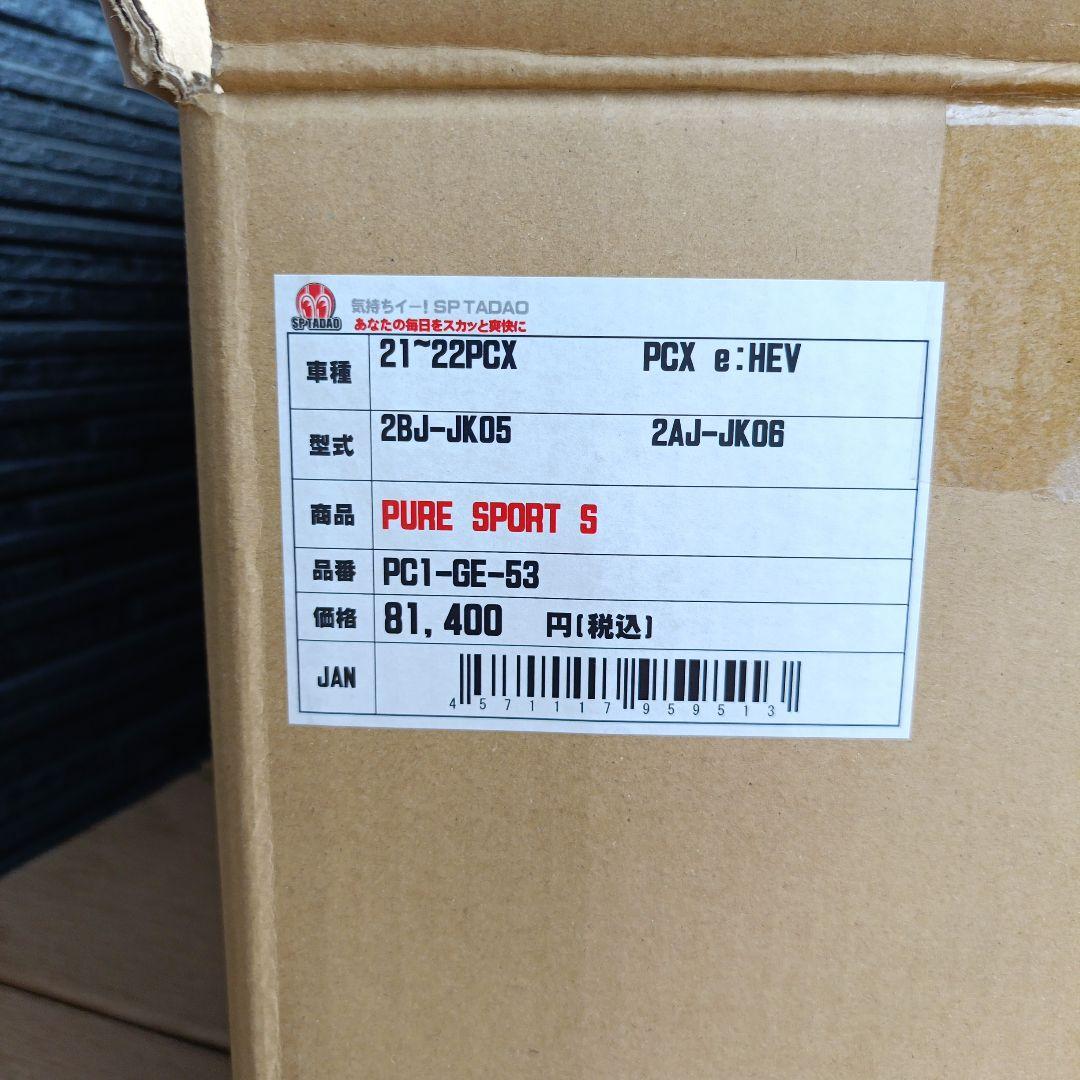 SP TADAO
気持ちイー! SP TADAO
あなたの毎日をスカッと爽快に
車種 21~22PCX PCX e:HEV
型式 2BJ-JK05 2AJ-JK06
商品 PURE SPORT S
品番 PC1-GE-53
価格 81,400 円(税込)
JAN
4571117959513